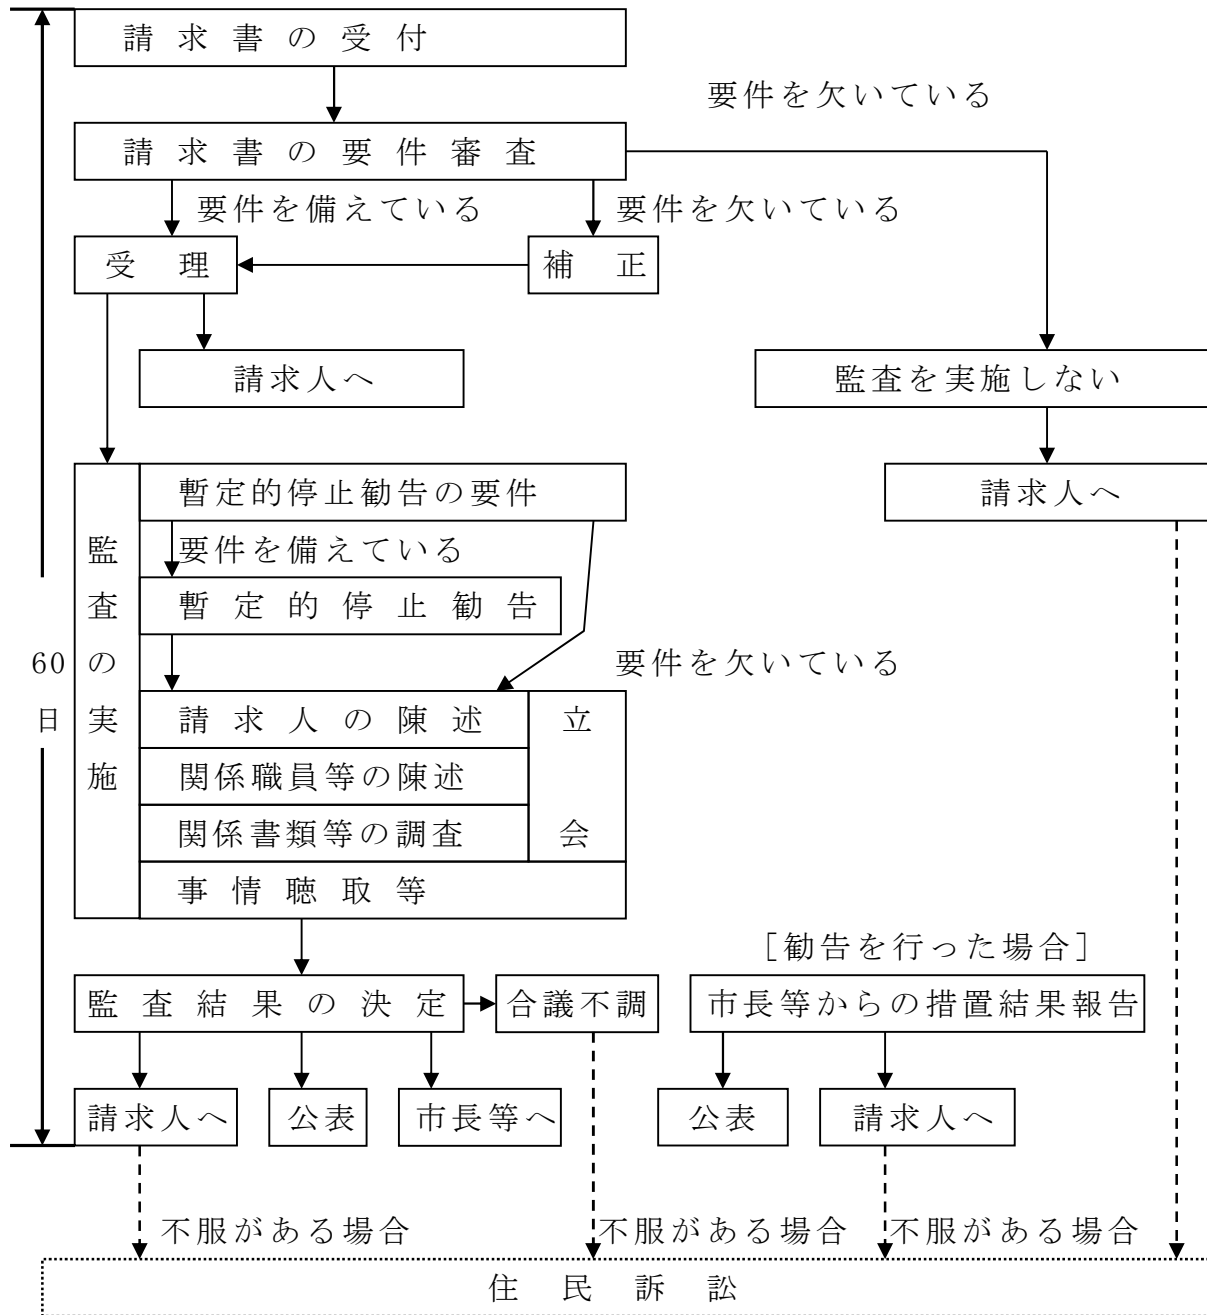 請求書の受付
要件を欠いている
請求書の要件審査
要件を備えている
要件を欠いている
受理
補正
請求人へ
監査を実施しない
監査の実施
暫定的停止勧告の要件
請求人へ
要件を備えている
暫定的停止勧告
60
日
要件を欠いている
請求人の陳述
立会
関係職員等の陳述
関係書類等の調査
事情聴取等
［勧告を行った場合］
監査結果の決定
合議不調
市長等からの措置結果報告
請求人へ
公表
市長等へ
公表
請求人へ
不服がある場合
不服がある場合
不服がある場合
住民訴訟